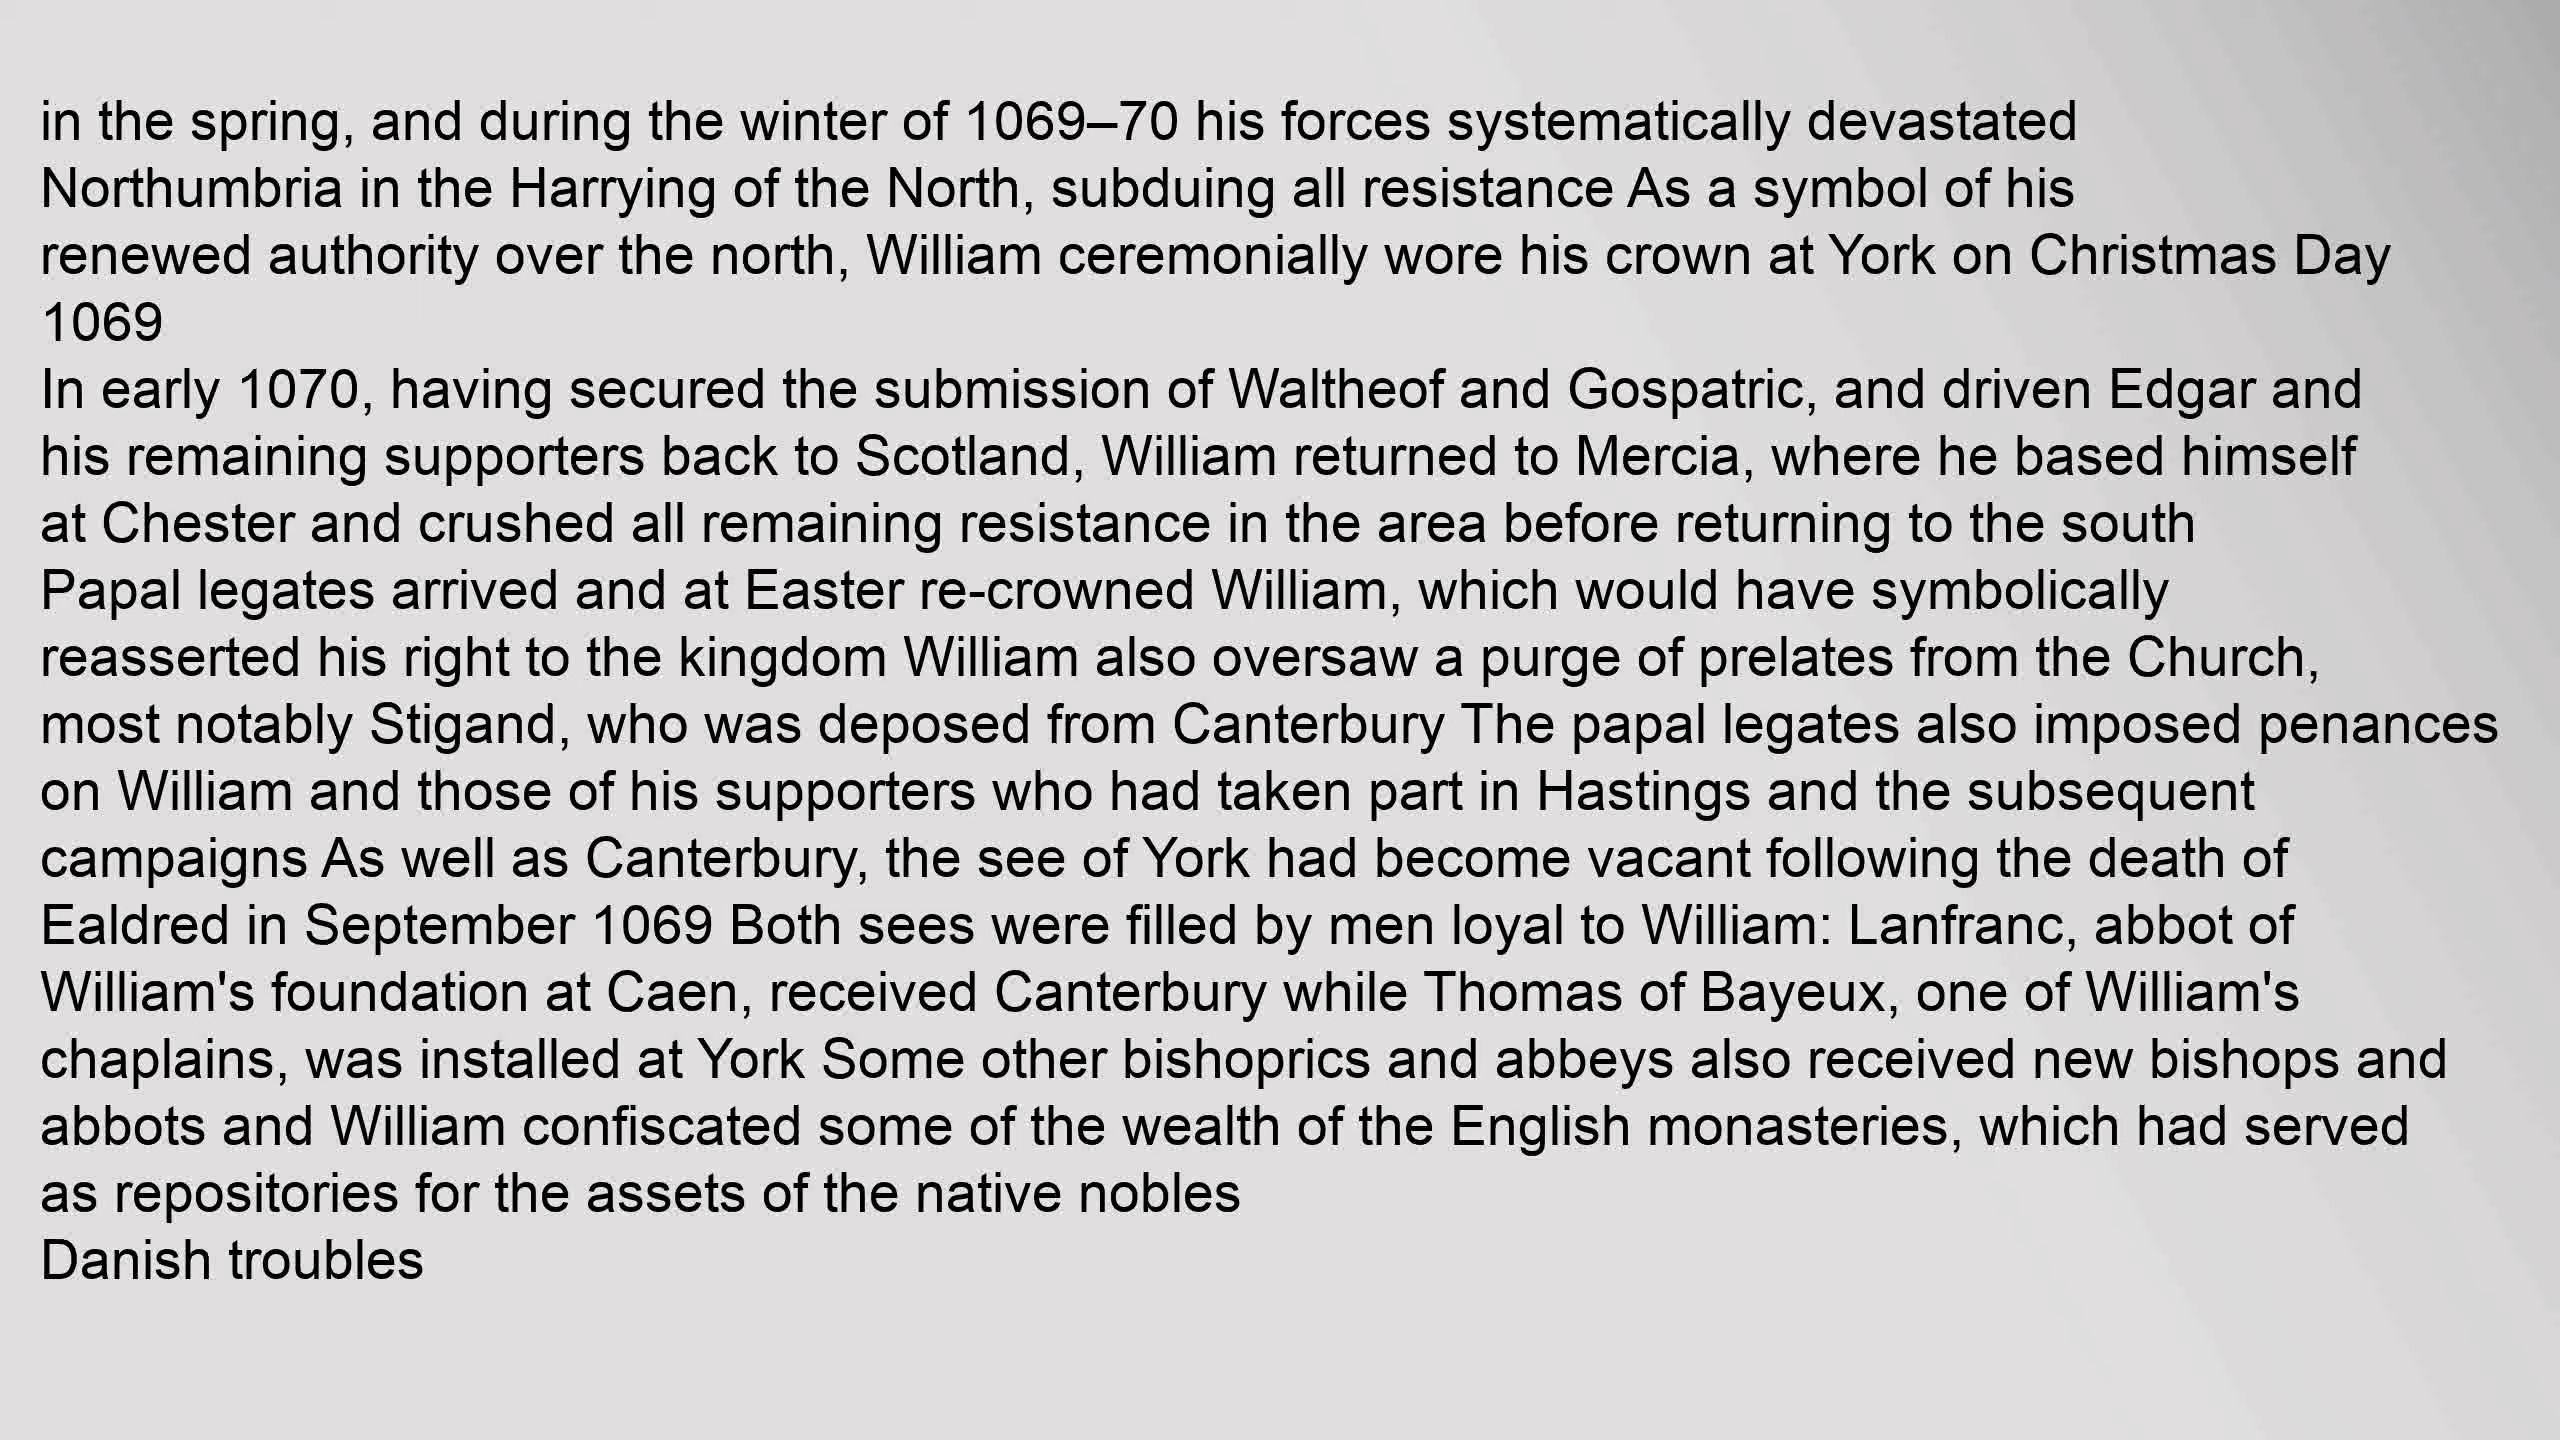 in the spring, and during the winter of 1069–70 his forces systematically devastated
Northumbria in the Harrying of the North, subduing all resistance As a symbol of his
renewed authority over the north, William ceremonially wore his crown at York on Christmas Day
1069
In early 1070, having secured the submission of Waltheof and Gospatric, and driven Edgar and
his remaining supporters back to Scotland, William returned to Mercia, where he based himself
at Chester and crushed all remaining resistance in the area before returning to the south
Papal legates arrived and at Easter re-crowned William, which would have symbolically
reasserted his right to the kingdom William also oversaw a purge of prelates from the Church,
most notably Stigand, who was deposed from Canterbury The papal legates also imposed penances
on William and those of his supporters who had taken part in Hastings and the subsequent
campaigns As well as Canterbury, the see of York had become vacant following the death of
Ealdred in September 1069 Both sees were filled by men loyal to William: Lanfranc, abbot of
William's foundation at Caen, received Canterbury while Thomas of Bayeux, one of William's
chaplains, was installed at York Some other bishoprics and abbeys also received new bishops and
abbots and William confiscated some of the wealth of the English monasteries, which had served
as repositories for the assets of the native nobles
Danish troubles